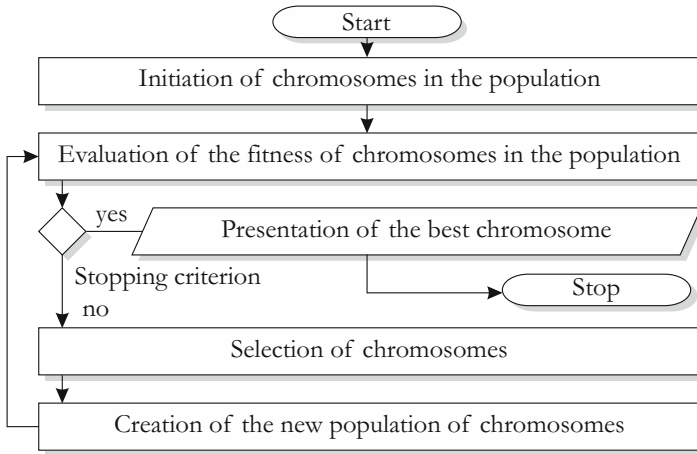 Start
Initiation of chromosomes in the population
Evaluation of the fitness of chromosomes in the population
yes
Presentation of the best chromosome
Stopping criterion
Stop
no
Selection of chromosomes
Creation of the new population of chromosomes